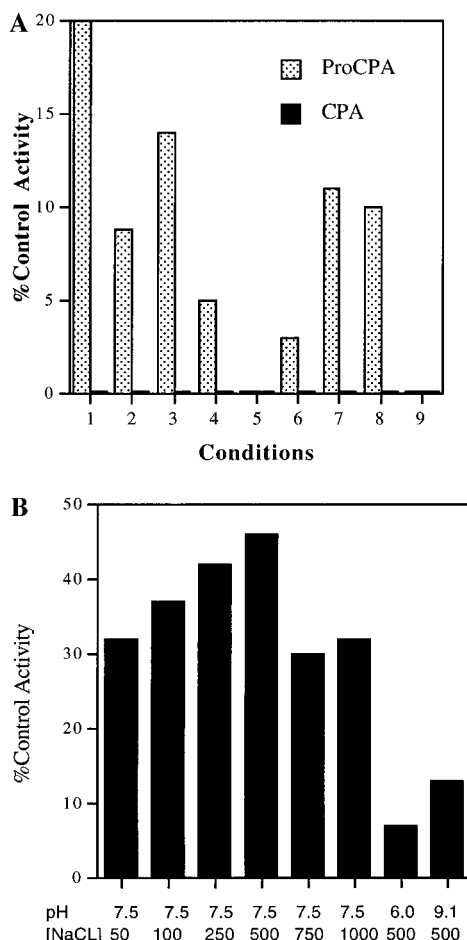 A
20
15
10
5
0
%Control Activity
ProCPA
CPA
1 2 3 4 5 6 7 8 9
Conditions
B
50
40
30
20
10
0
%Control Activity
pH 7.5 7.5 7.5 7.5 7.5 7.5 6.0 9.1
[NaCL] 50 100 250 500 750 1000 500 500